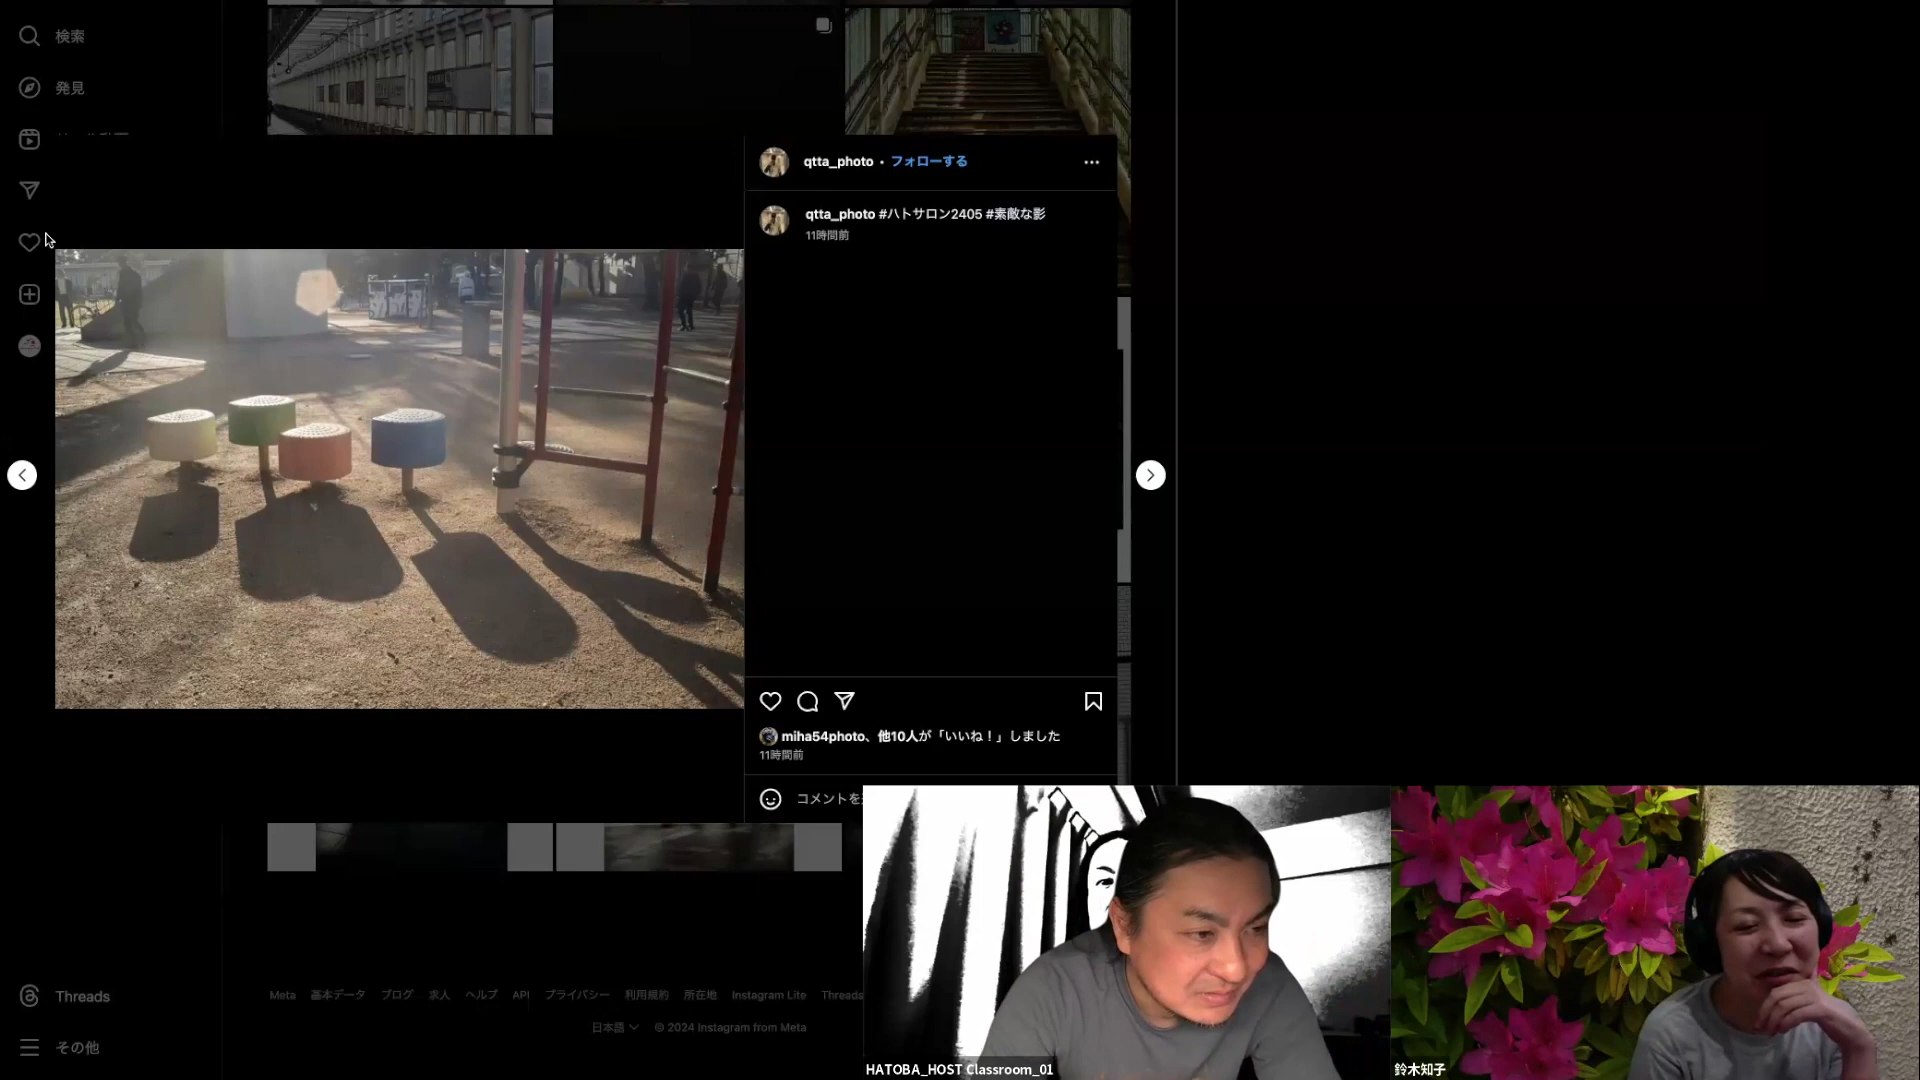 検索
発見
qtta_photo • フォローする
qtta_photo #ハトサロン2405 #素敵な影
11時間前
miha54photo、他10人が「いいね！」しました
11時間前
コメントを
Threads
その他
Meta 基本データ ブログ 求人 ヘルプ API プライバシー 利用規約 所在地 Instagram Lite Threads
日本語 © 2024 Instagram from Meta
HATOBA_HOST Classroom_01
鈴木知子